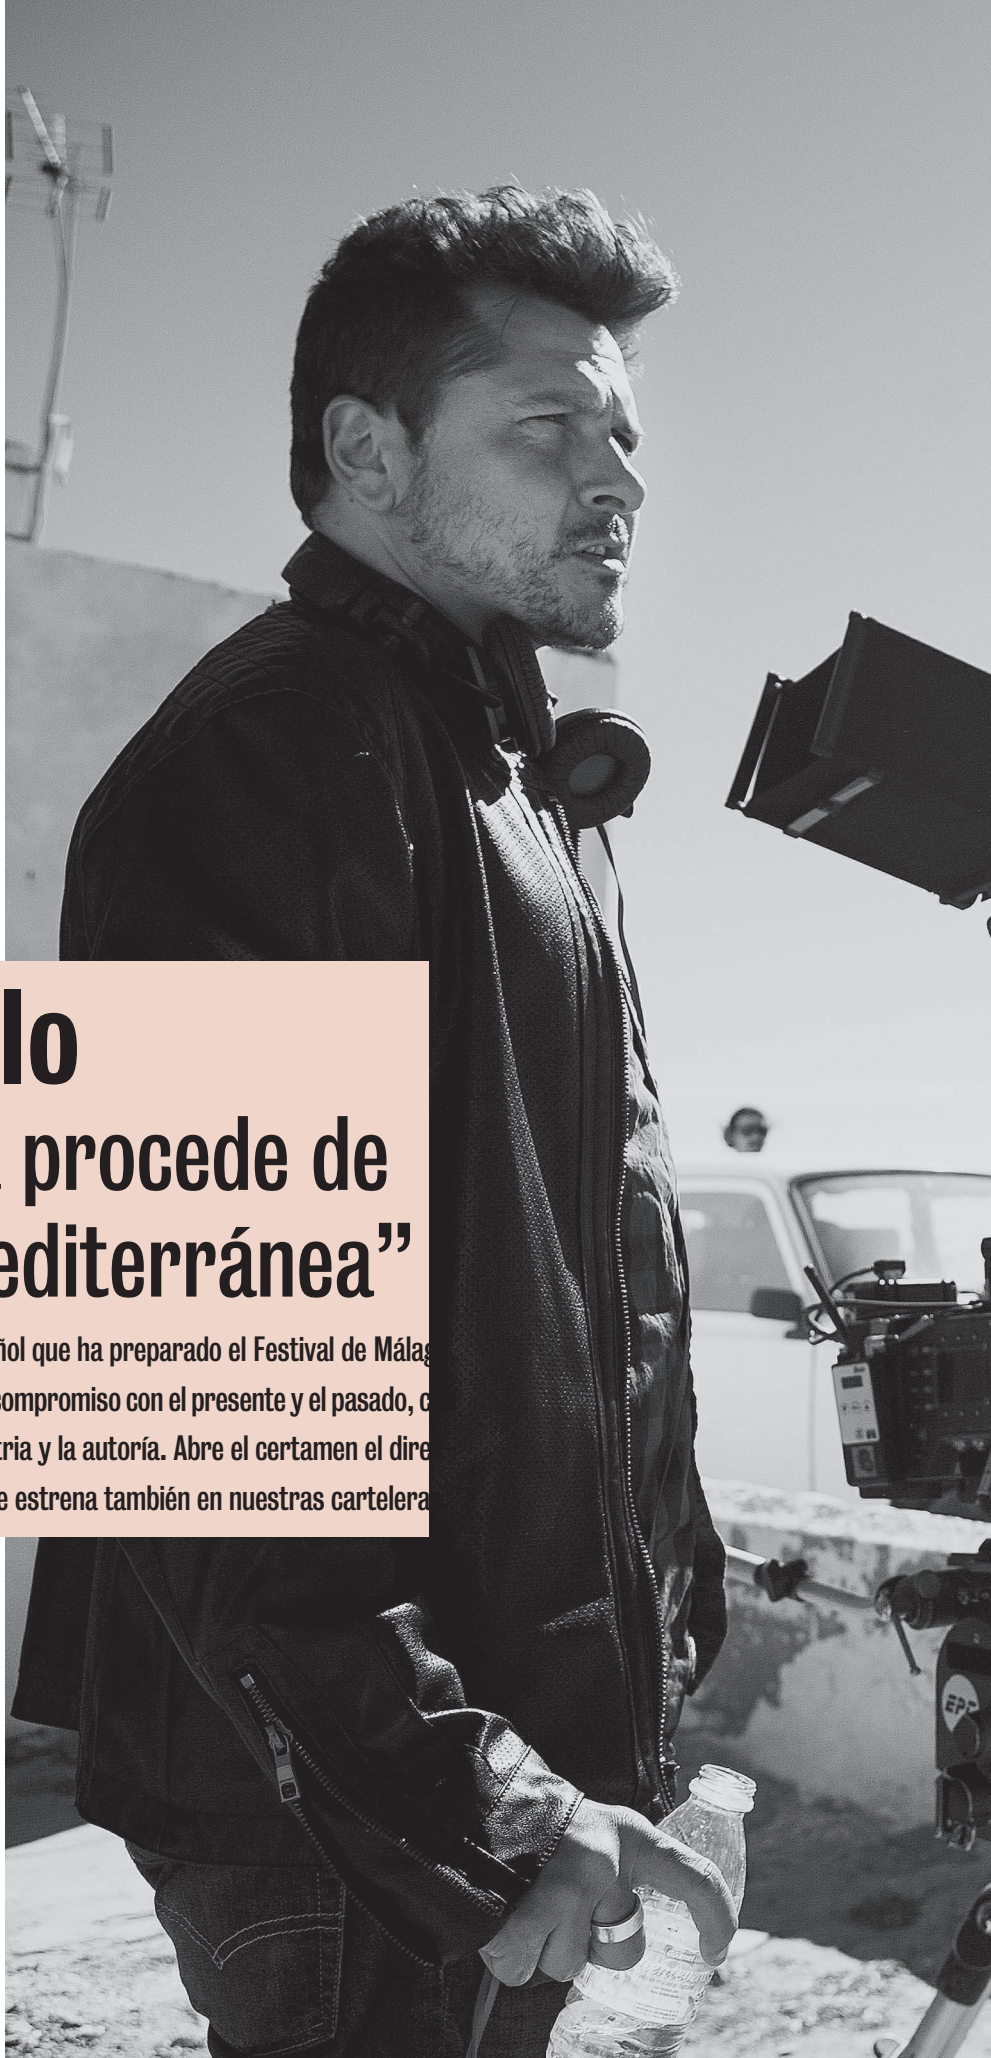 lo
procede de
editerránea”
ñol que ha preparado el Festival de Málag
compromiso con el presente y el pasado, c
tria y la autoría. Abre el certamen el dire
e estrena también en nuestras cartelera